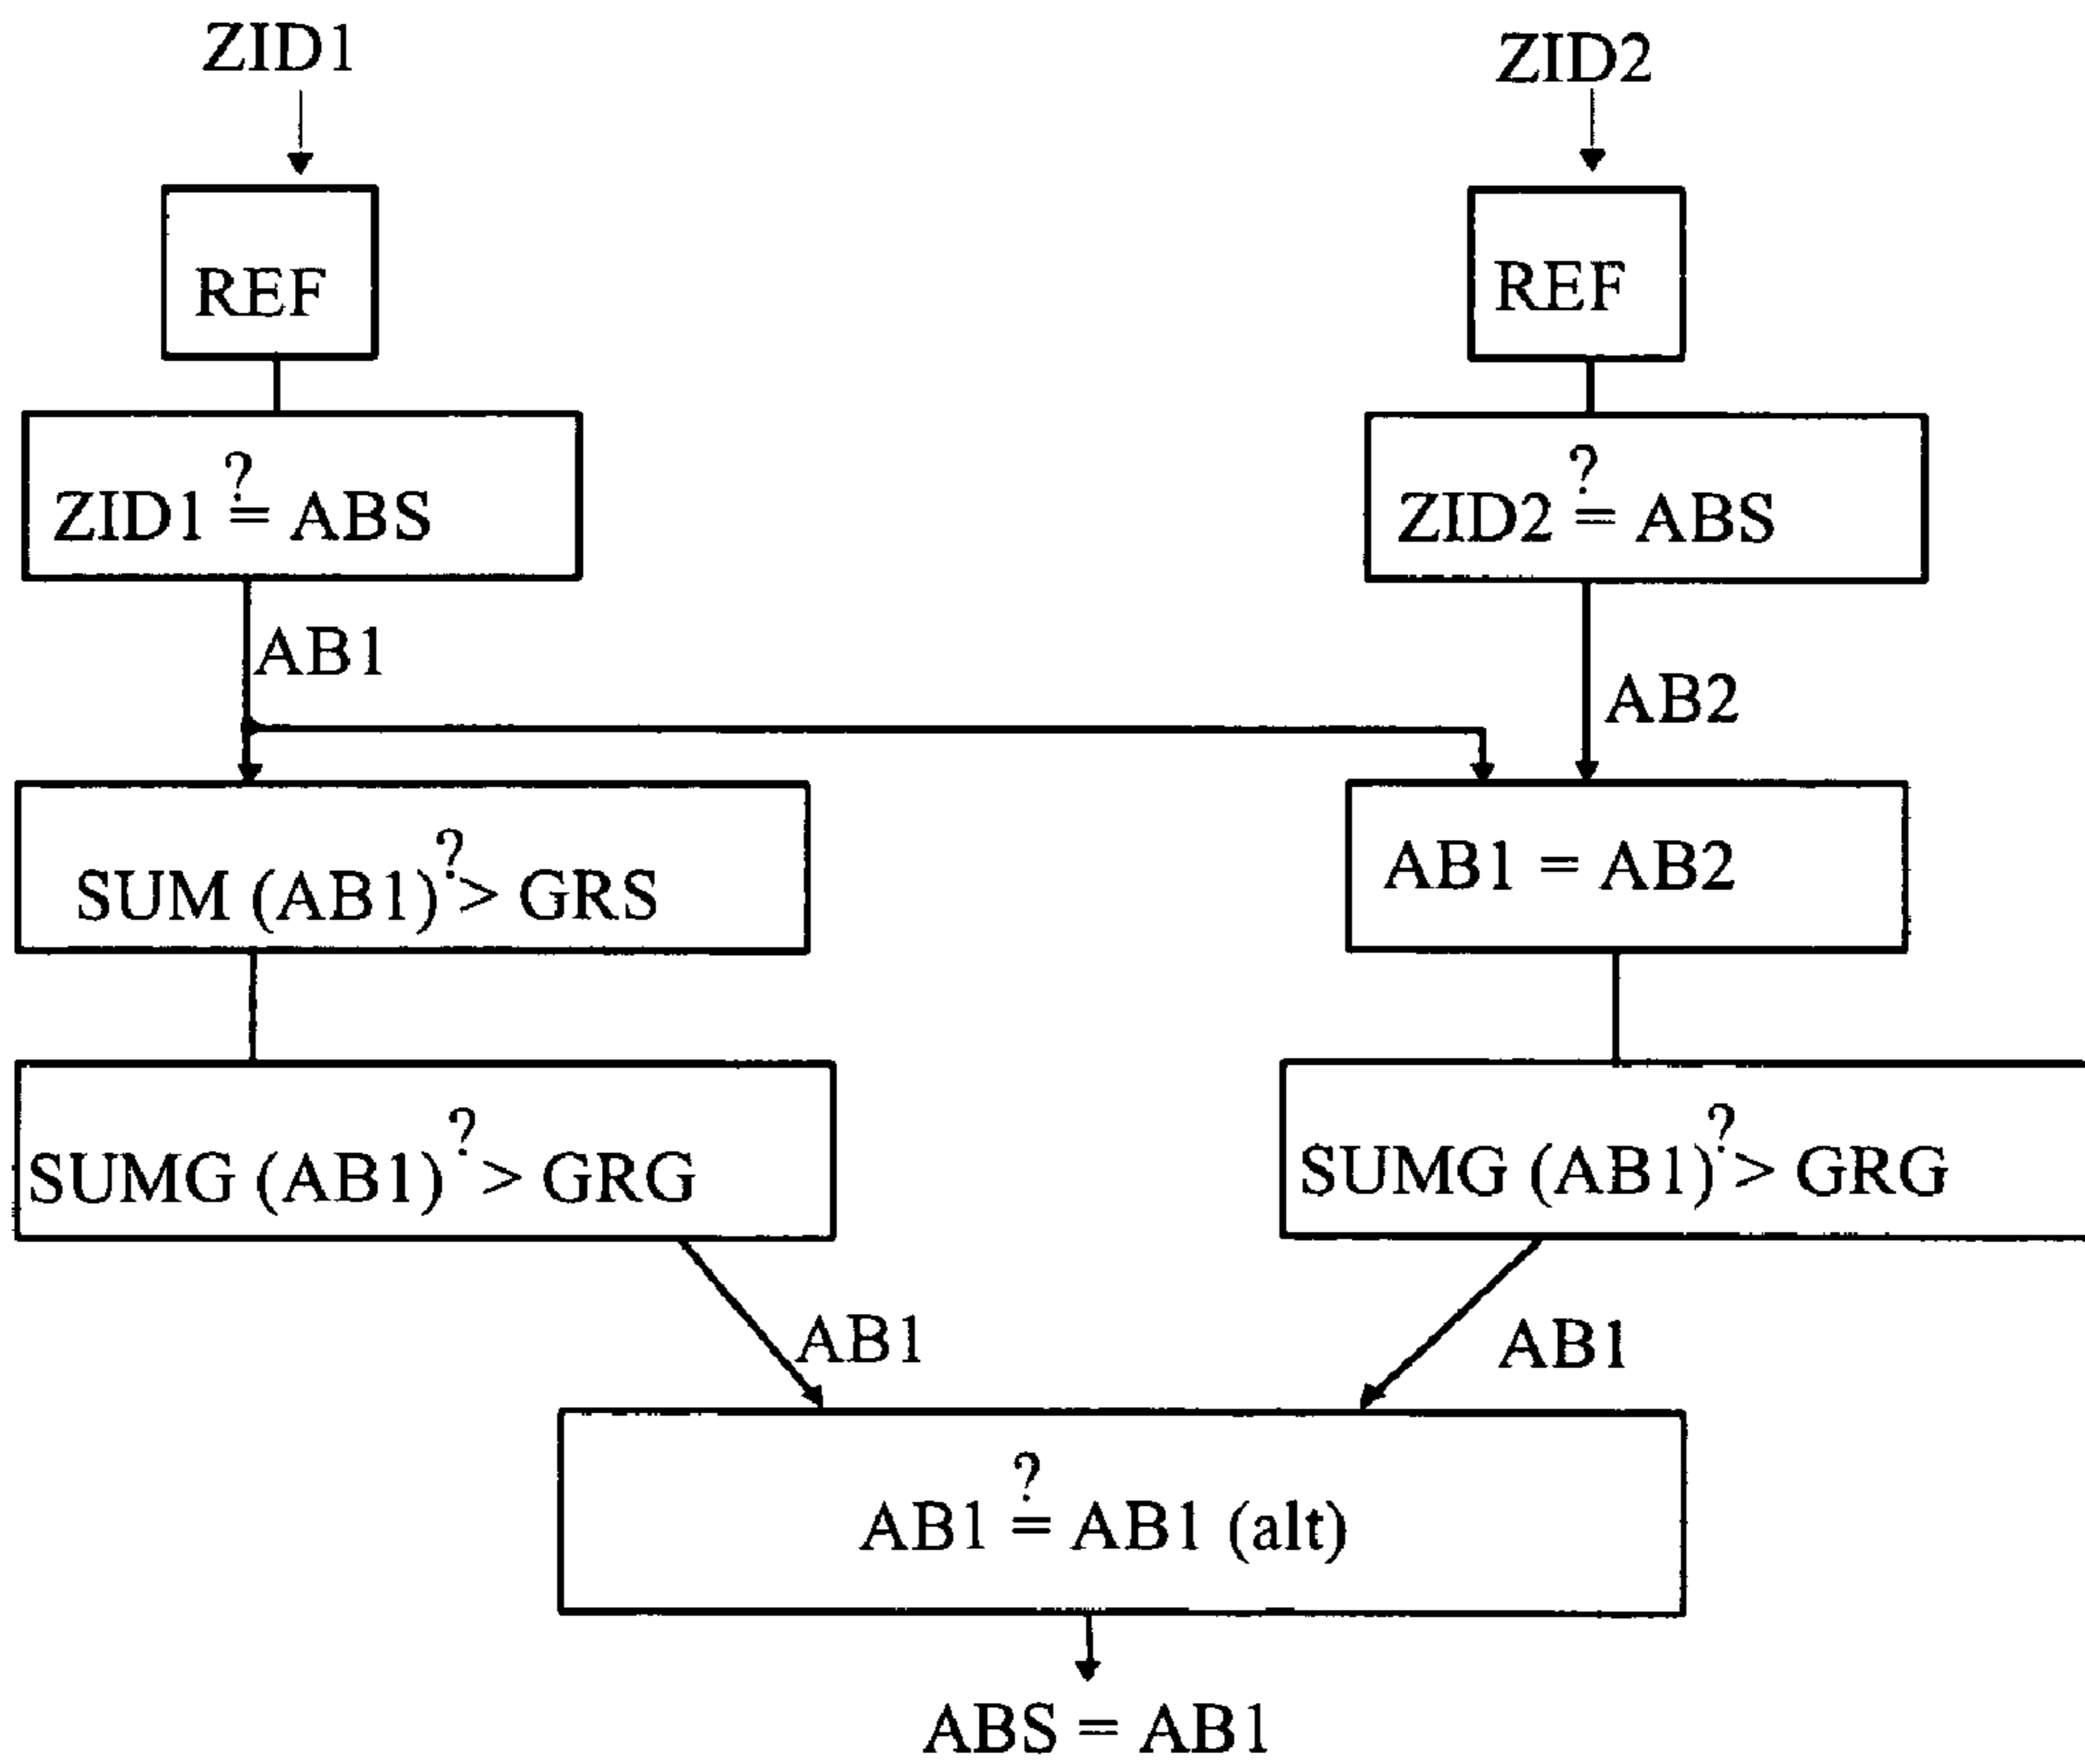 ZID1
ZID2
REF
REF
ZID1 ≟ ABS
ZID2 ≟ ABS
AB1
AB2
SUM (AB1) ?> GRS
AB1 = AB2
SUMG (AB1) ?> GRG
SUMG (AB1) ?> GRG
AB1
AB1
AB1 ≟ AB1 (alt)
ABS = AB1